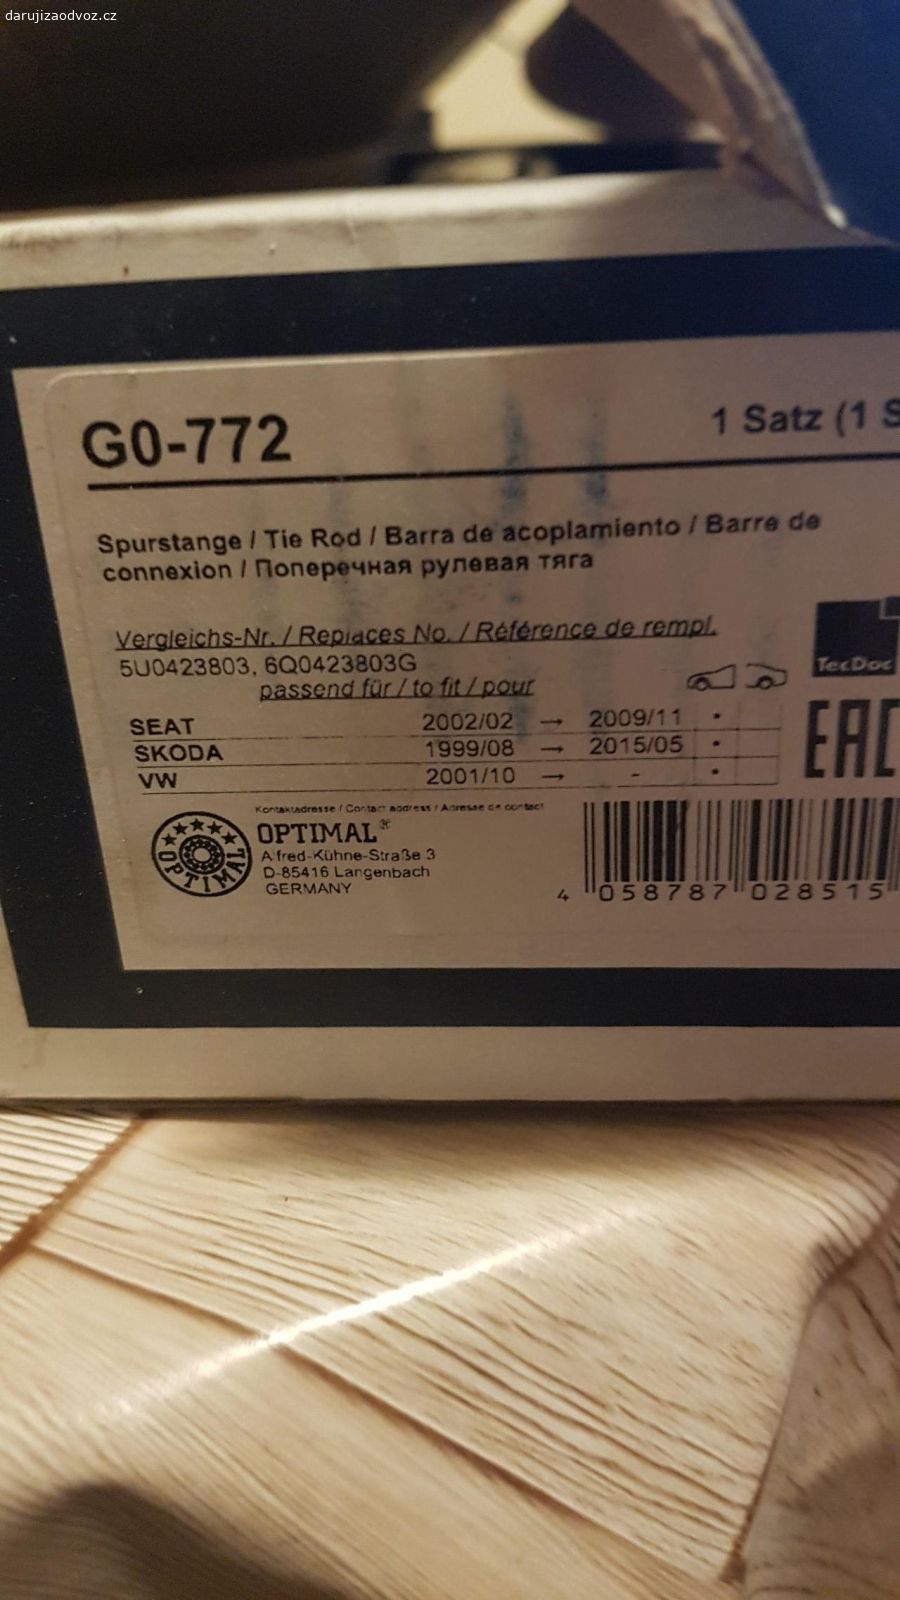 darujizaodvoz.cz
G0-772
1 Satz (1 S
Spurstange / Tie Rod / Barra de acoplamiento / Barre de
connexion / Поперечная рулевая тяга
Vergleichs-Nr. / Replaces No. / Référence de rempl.
5U0423803, 6Q0423803G
passend für / to fit / pour
TecDoc
SEAT 2002/02 → 2009/11 •
SKODA 1999/08 → 2015/05 •
VW 2001/10 → - •
EAC
Kontaktadresse / Contact address / Adresse de contact
OPTIMAL®
Alfred-Kühne-Straße 3
D-85416 Langenbach
GERMANY
OPTIMAL
4 058787 028515